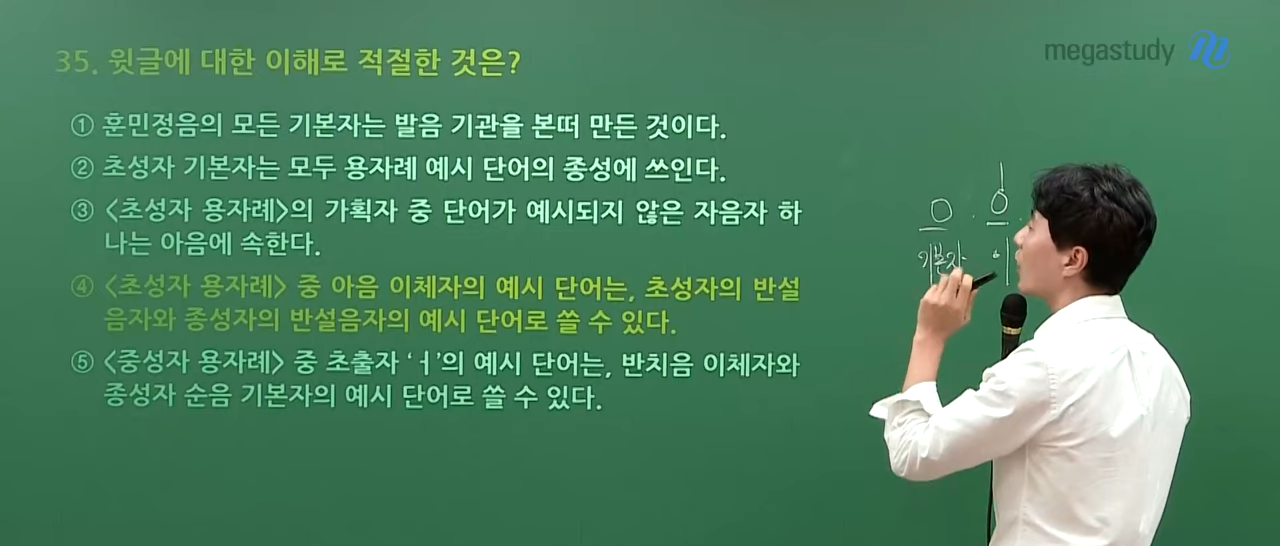 35. 윗글에 대한 이해로 적절한 것은?
megastudy
① 훈민정음의 모든 기본자는 발음 기관을 본떠 만든 것이다.
② 초성자 기본자는 모두 용자례 예시 단어의 종성에 쓰인다.
③ <초성자 용자례>의 가획자 중 단어가 예시되지 않은 자음자 하
나는 아음에 속한다.
④ <초성자 용자례> 중 아음 이체자의 예시 단어는, 초성자의 반설
음자와 종성자의 반설음자의 예시 단어로 쓸 수 있다.
⑤ <중성자 용자례> 중 초출자 ‘ㅓ’의 예시 단어는, 반치음 이체자와
종성자 순음 기본자의 예시 단어로 쓸 수 있다.
ㅇ ㆁ
기본자 이